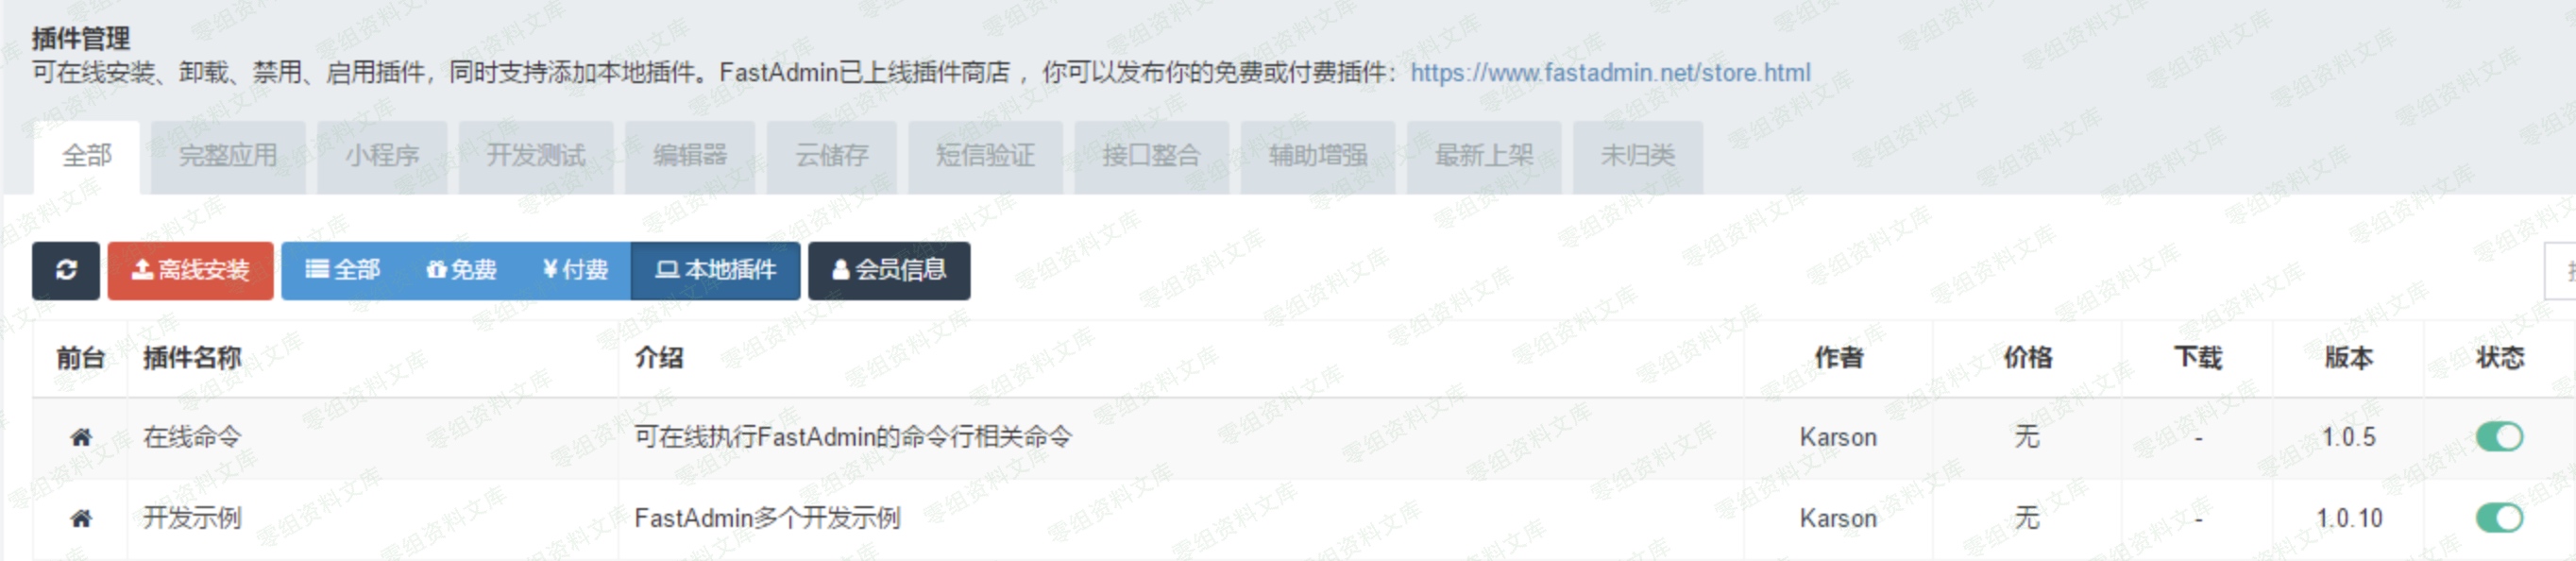 插件管理
可在线安装、卸载、禁用、启用插件，同时支持添加本地插件。FastAdmin已上线插件商店 ，你可以发布你的免费或付费插件：https://www.fastadmin.net/store.html
全部 完整应用 小程序 开发测试 编辑器 云储存 短信验证 接口整合 辅助增强 最新上架 未归类
离线安装 全部 免费 ¥付费 本地插件 会员信息
前台 插件名称 介绍 作者 价格 下载 版本 状态
在线命令 可在线执行FastAdmin的命令行相关命令 Karson 无 - 1.0.5
开发示例 FastAdmin多个开发示例 Karson 无 - 1.0.10
零组资料文库